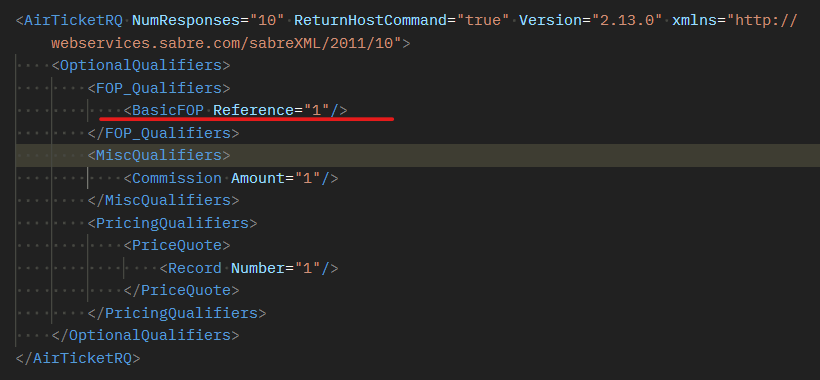 <AirTicketRQ NumResponses="10" ReturnHostCommand="true" Version="2.13.0" xmlns="http://
webservices.sabre.com/sabreXML/2011/10">
<OptionalQualifiers>
<FOP_Qualifiers>
<BasicFOP Reference="1"/>
</FOP_Qualifiers>
<MiscQualifiers>
<Commission Amount="1"/>
</MiscQualifiers>
<PricingQualifiers>
<PriceQuote>
<Record Number="1"/>
</PriceQuote>
</PricingQualifiers>
</OptionalQualifiers>
</AirTicketRQ>